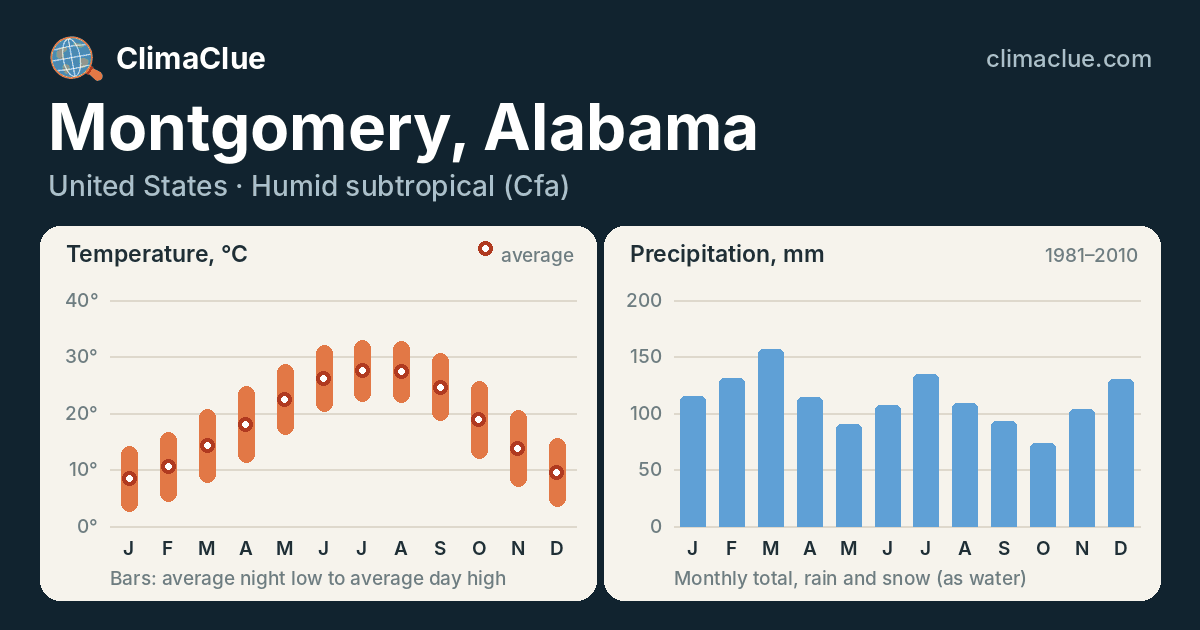 ClimaClue
climaclue.com
Montgomery, Alabama
United States · Humid subtropical (Cfa)
Temperature, °C
average
40°
30°
20°
10°
0°
J F M A M J J A S O N D
Bars: average night low to average day high
Precipitation, mm
1981–2010
200
150
100
50
0
J F M A M J J A S O N D
Monthly total, rain and snow (as water)